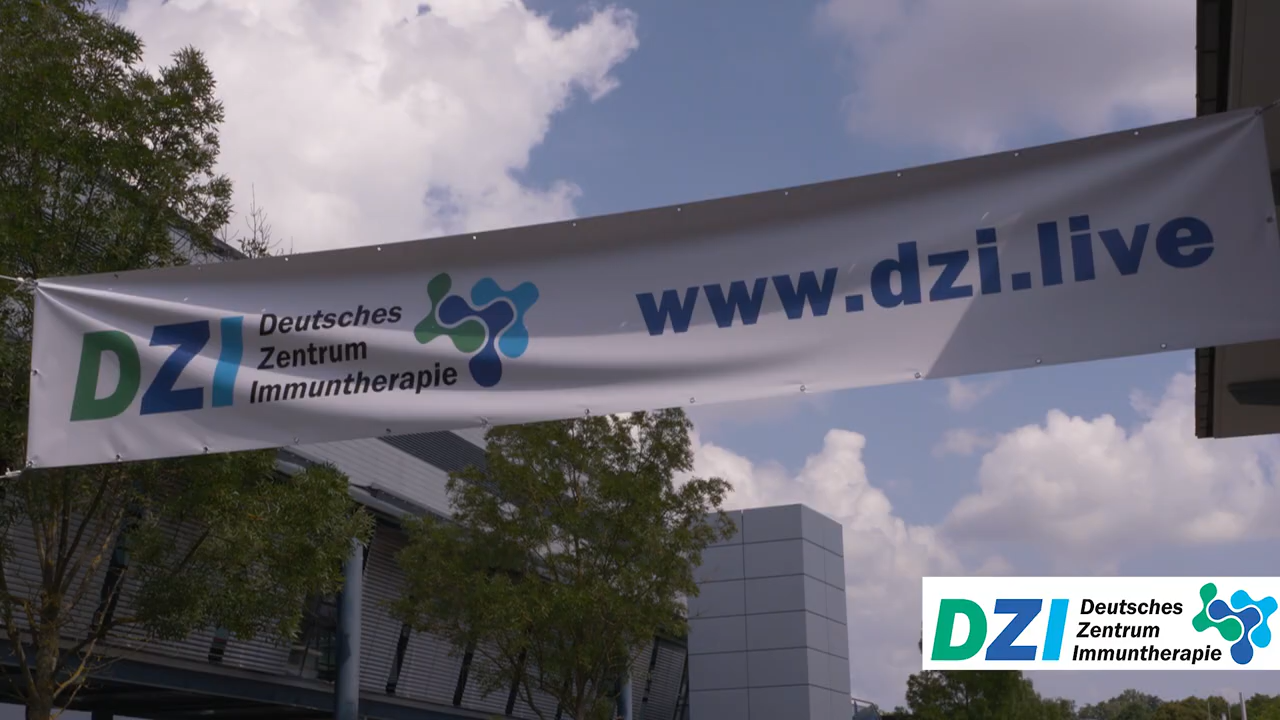 DZI
Deutsches
Zentrum
Immuntherapie
www.dzi.live
DZI
Deutsches
Zentrum
Immuntherapie